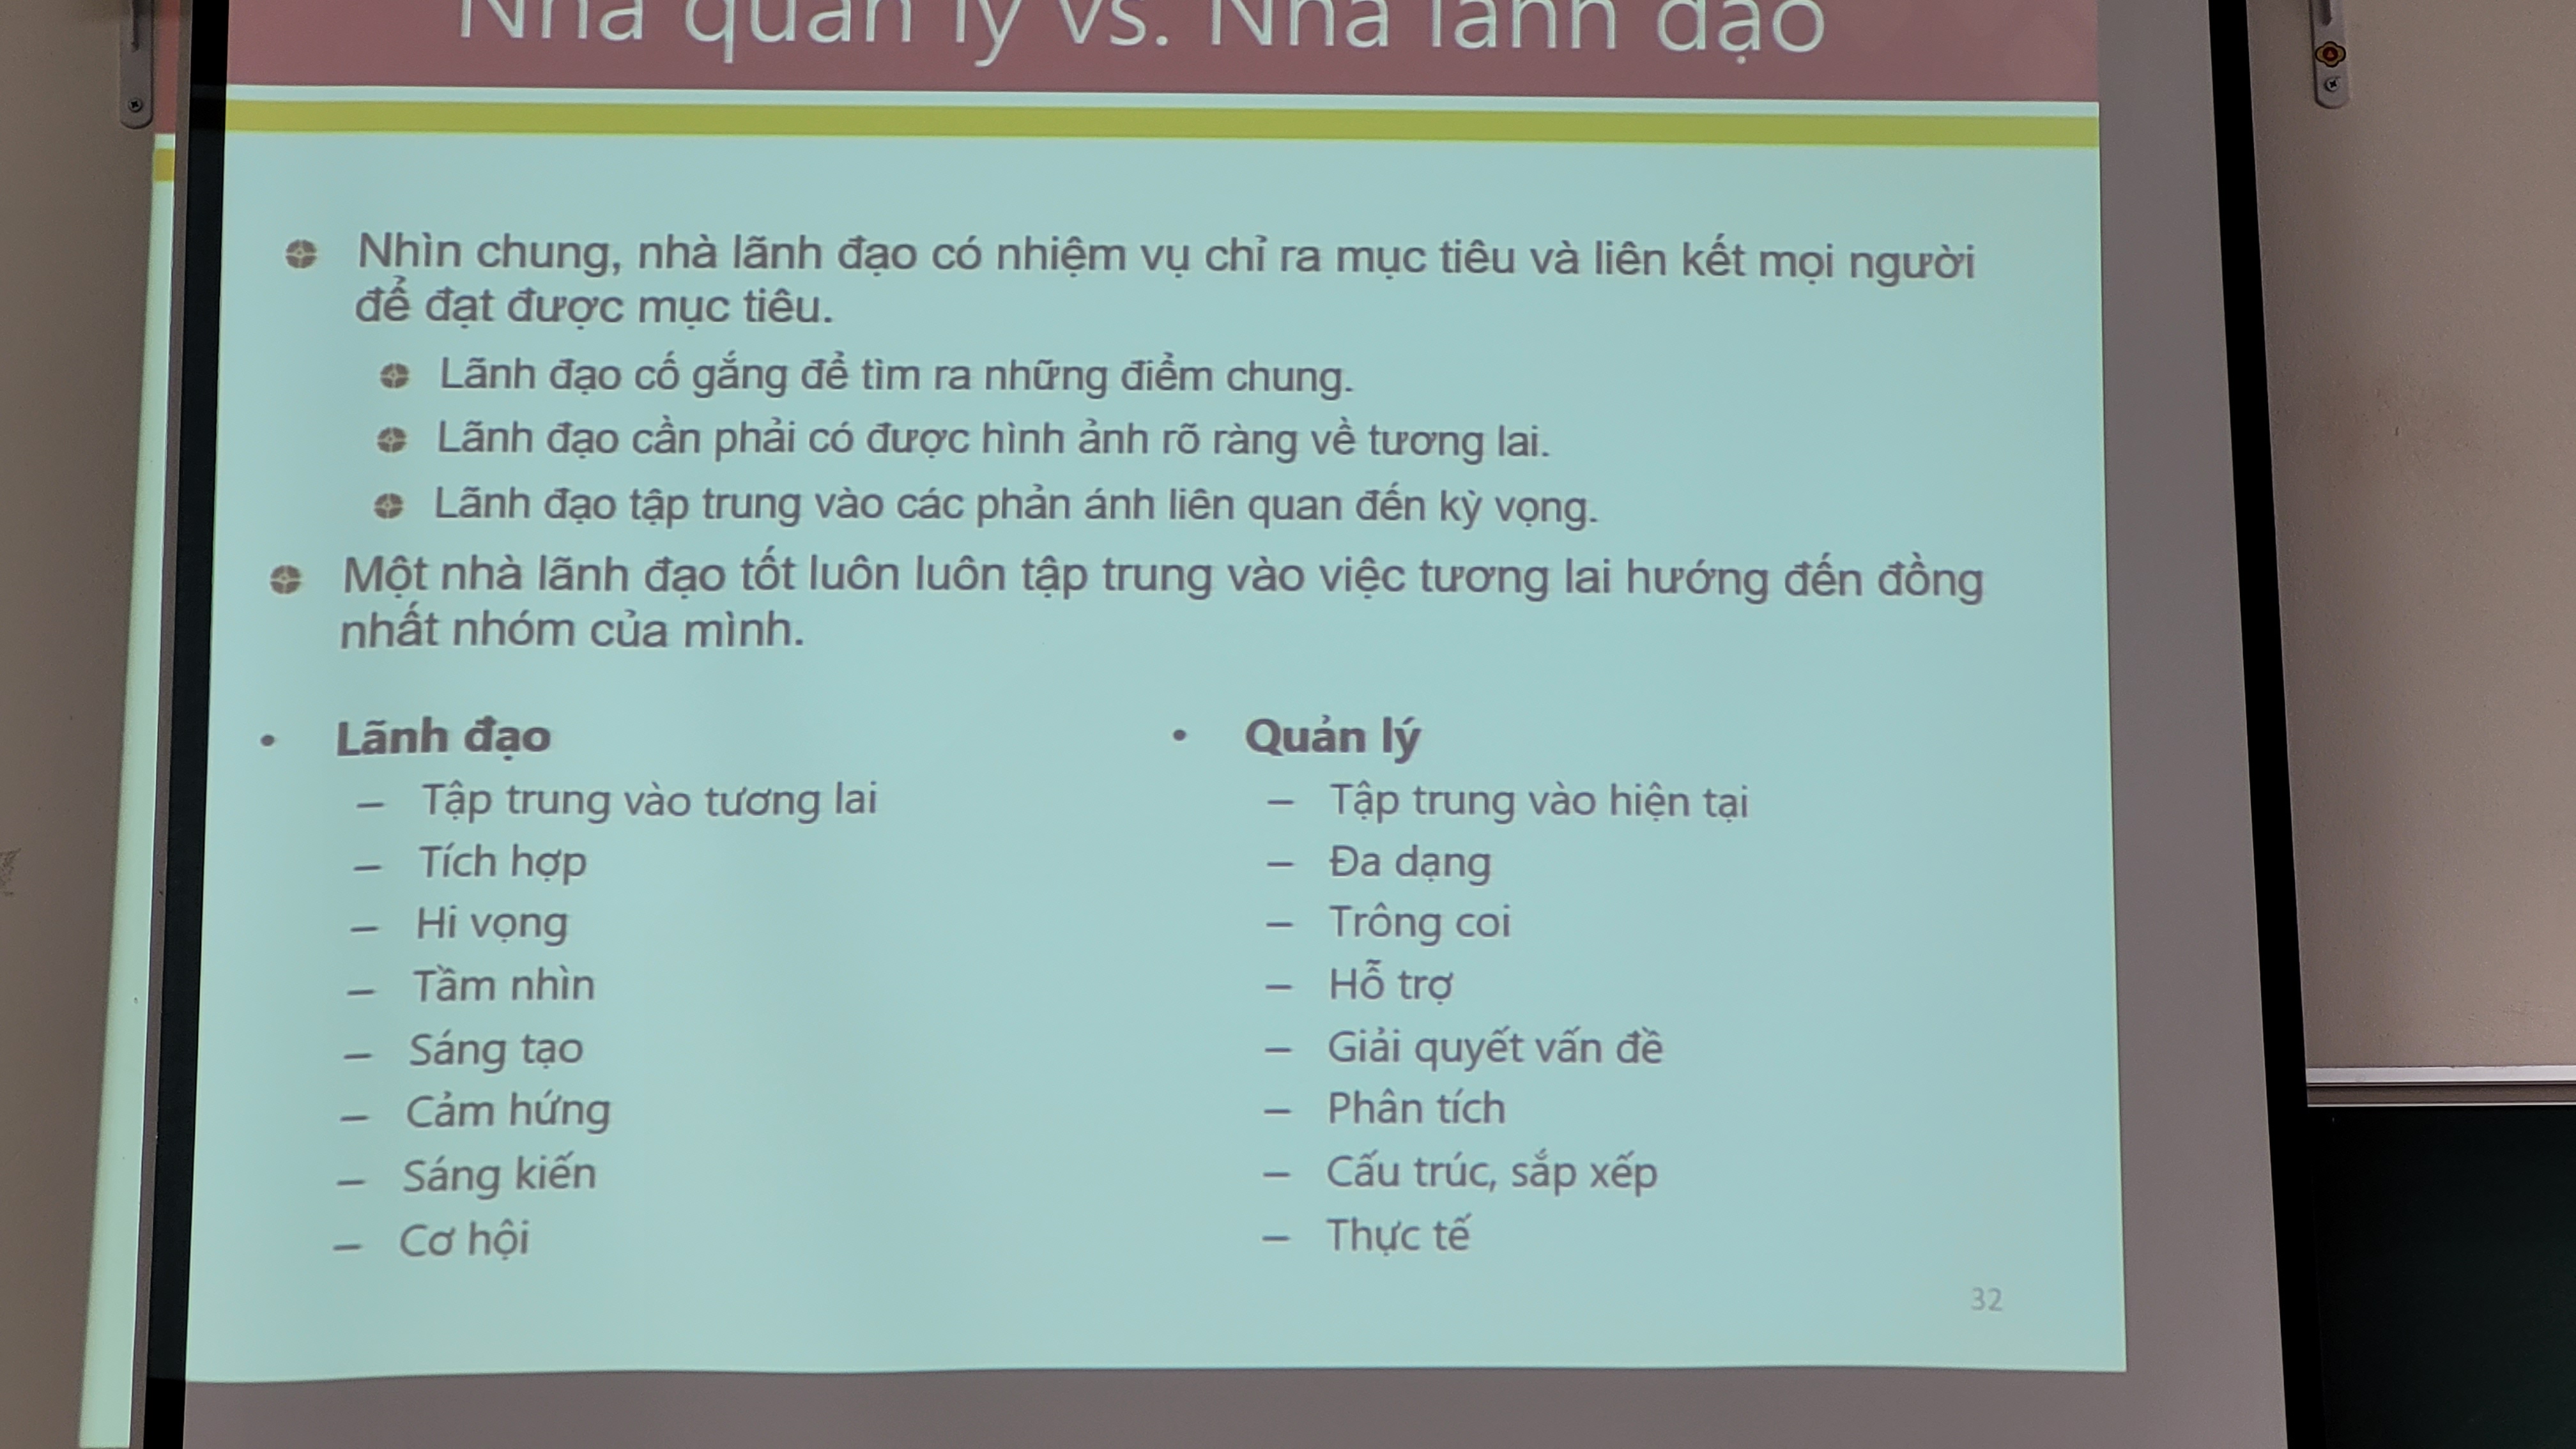 Nhà quản lý vs. Nhà lãnh đạo
Nhìn chung, nhà lãnh đạo có nhiệm vụ chỉ ra mục tiêu và liên kết mọi người
để đạt được mục tiêu.
Lãnh đạo cố gắng để tìm ra những điểm chung.
Lãnh đạo cần phải có được hình ảnh rõ ràng về tương lai.
Lãnh đạo tập trung vào các phản ánh liên quan đến kỳ vọng.
Một nhà lãnh đạo tốt luôn luôn tập trung vào việc tương lai hướng đến đồng
nhất nhóm của mình.
• Lãnh đạo
– Tập trung vào tương lai
– Tích hợp
– Hi vọng
– Tầm nhìn
– Sáng tạo
– Cảm hứng
– Sáng kiến
– Cơ hội
• Quản lý
– Tập trung vào hiện tại
– Đa dạng
– Trông coi
– Hỗ trợ
– Giải quyết vấn đề
– Phân tích
– Cấu trúc, sắp xếp
– Thực tế
32